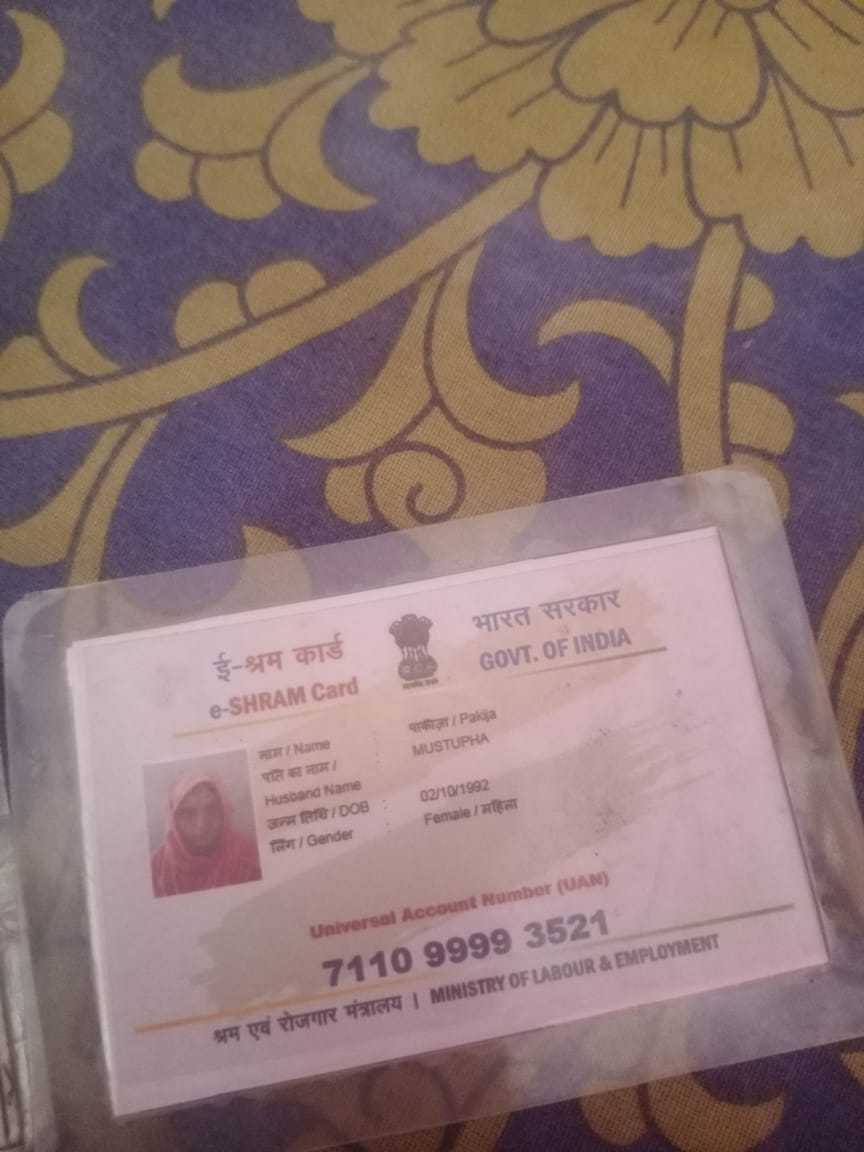 ई-श्रम कार्ड
e-SHRAM Card
भारत सरकार
GOVT. OF INDIA
नाम / Name : पाकीज़ा / Pakija
पति का नाम / MUSTUPHA
Husband Name
जन्म तिथि / DOB : 02/10/1992
लिंग / Gender Female / महिला
Universal Account Number (UAN)
7110 9999 3521
श्रम एवं रोजगार मंत्रालय | MINISTRY OF LABOUR & EMPLOYMENT